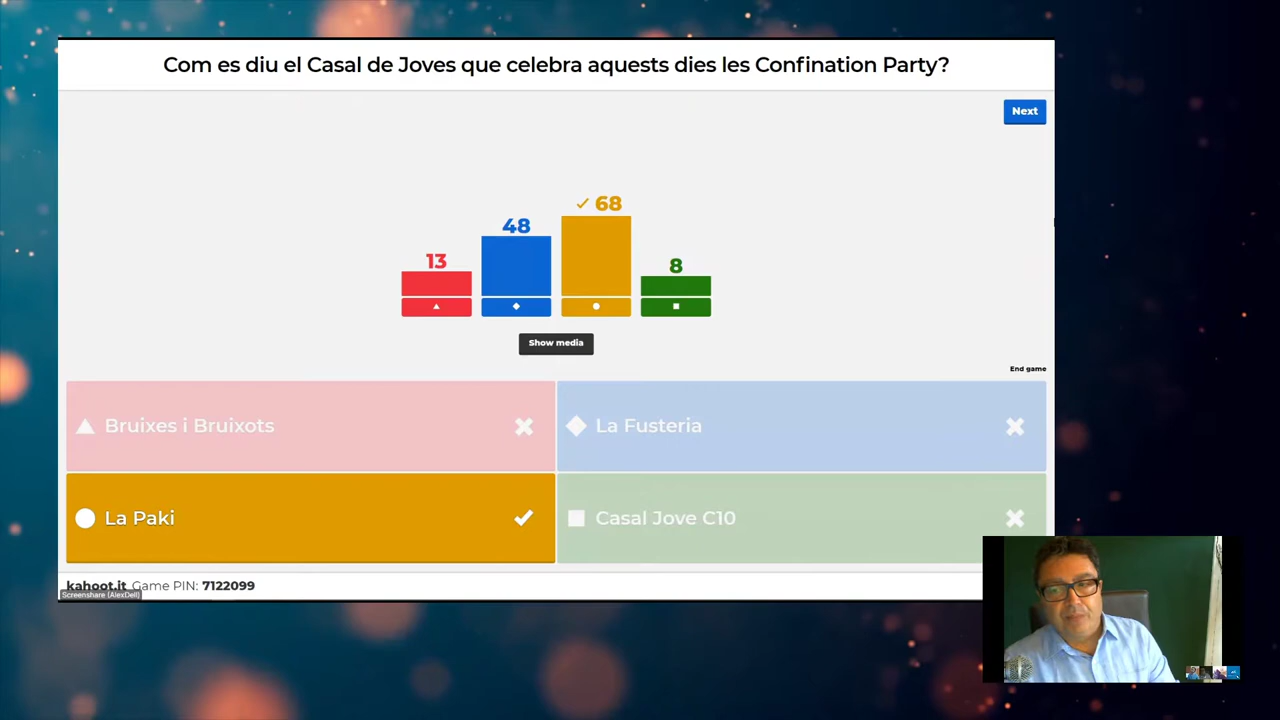 Com es diu el Casal de Joves que celebra aquests dies les Confination Party?
Next
13
48
68
8
Show media
End game
Bruixes i Bruixots
La Fusteria
La Paki
Casal Jove C10
kahoot.it Game PIN: 7122099
Screenshare (AlexDell)